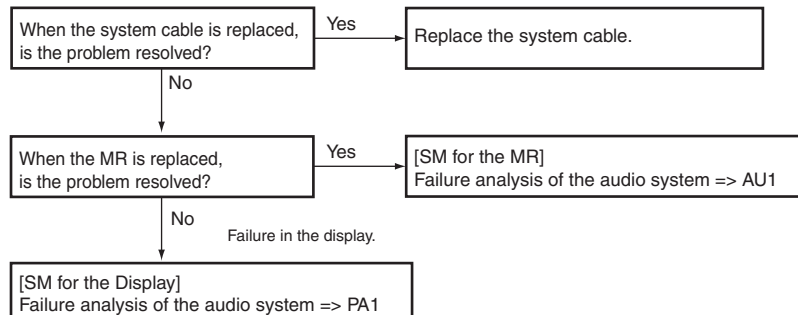 When the system cable is replaced,
is the problem resolved?
Yes
Replace the system cable.
No
When the MR is replaced,
is the problem resolved?
Yes
[SM for the MR]
Failure analysis of the audio system => AU1
No
Failure in the display.
[SM for the Display]
Failure analysis of the audio system => PA1